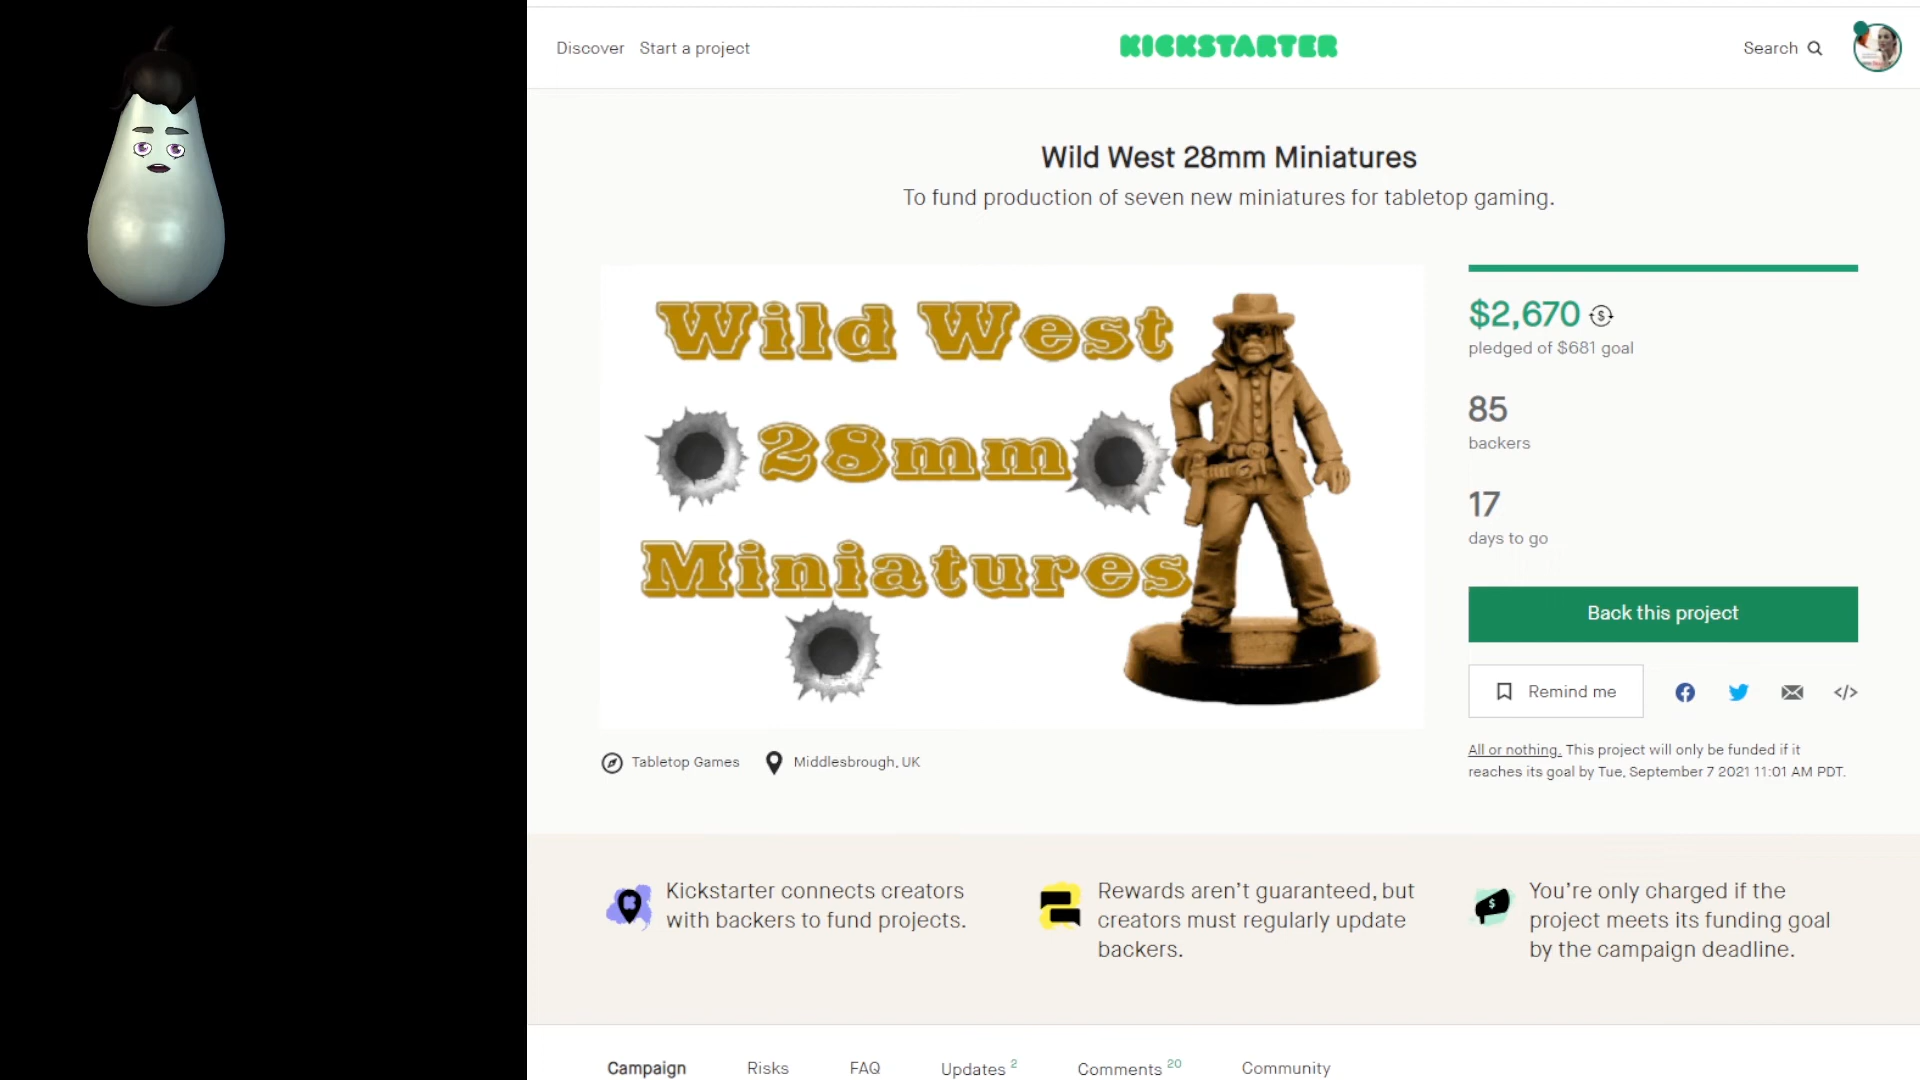 Discover Start a project
KICKSTARTER
Search
Wild West 28mm Miniatures
To fund production of seven new miniatures for tabletop gaming.
Wild West
28mm
Miniatures
$2,670
pledged of $681 goal
85
backers
17
days to go
Back this project
Remind me
</>
All or nothing. This project will only be funded if it
reaches its goal by Tue, September 7 2021 11:01 AM PDT.
Tabletop Games Middlesbrough, UK
Kickstarter connects creators
with backers to fund projects.
Rewards aren't guaranteed, but
creators must regularly update
backers.
You're only charged if the
project meets its funding goal
by the campaign deadline.
Campaign Risks FAQ Updates 2 Comments 20 Community